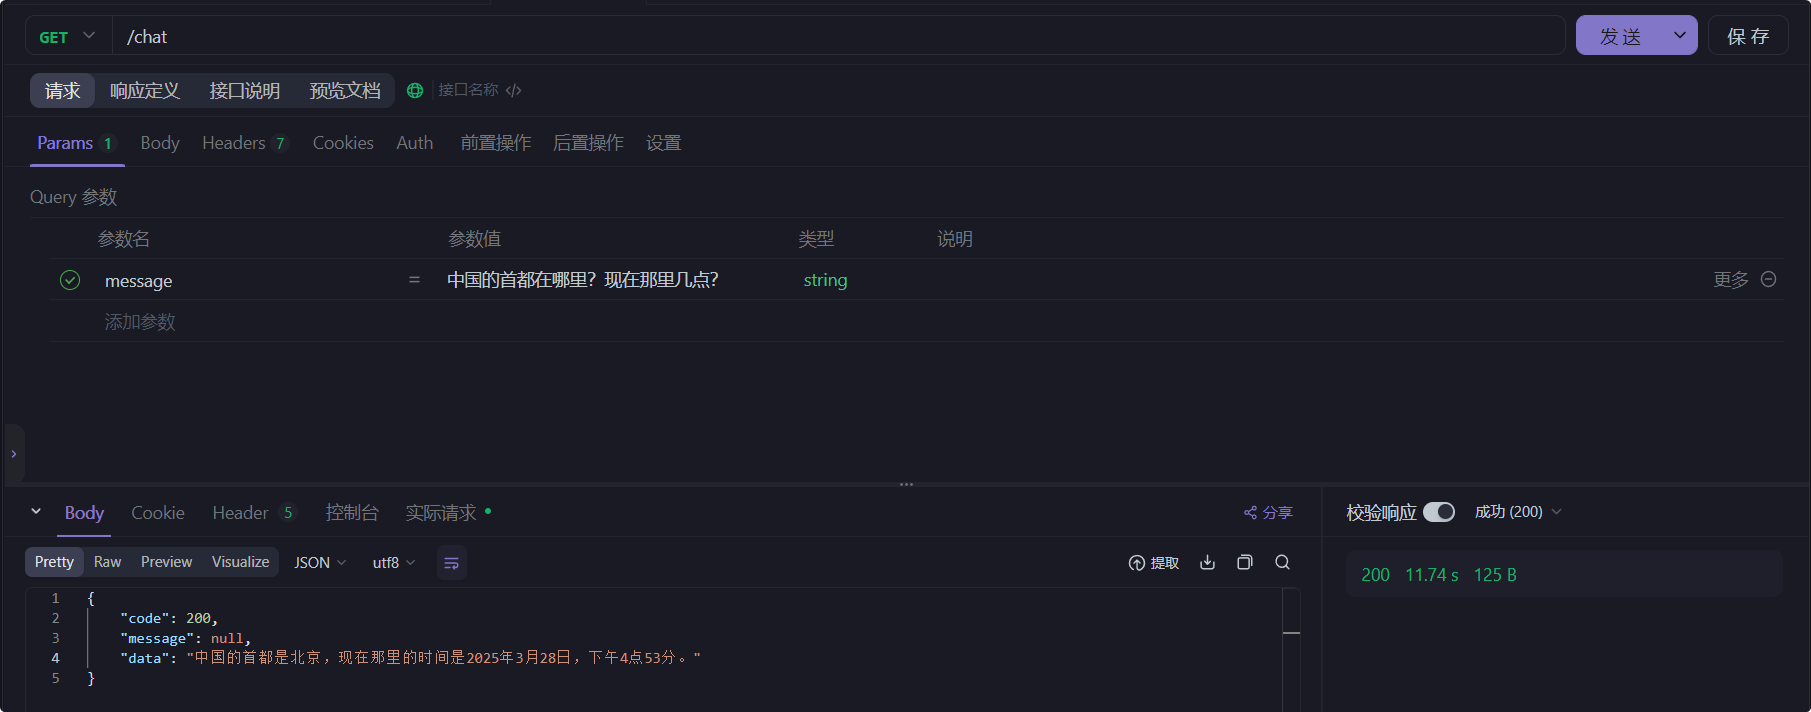 GET /chat 发 送 保 存
请求 响应定义 接口说明 预览文档 接口名称 </>
Params 1 Body Headers 7 Cookies Auth 前置操作 后置操作 设置
Query 参数
参数名 参数值 类型 说明
message = 中国的首都在哪里？现在那里几点？ string 更多
添加参数
Body Cookie Header 5 控制台 实际请求 分享 校验响应 成功 (200)
Pretty Raw Preview Visualize JSON utf8 提取
200 11.74 s 125 B
1 {
2 "code": 200,
3 "message": null,
4 "data": "中国的首都是北京，现在那里的时间是2025年3月28日，下午4点53分。"
5 }